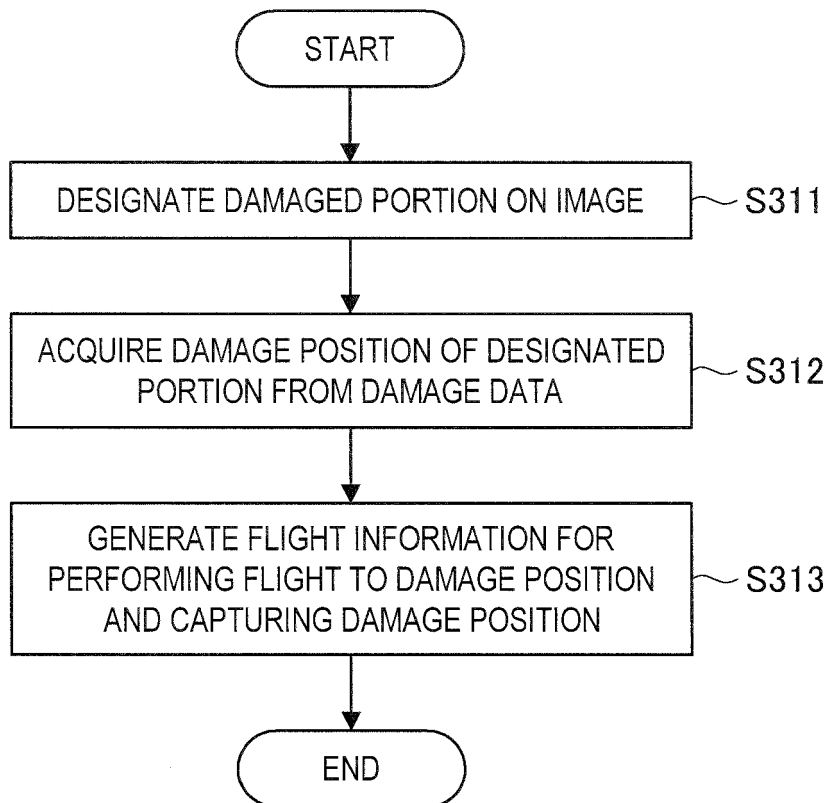 START
DESIGNATE DAMAGED PORTION ON IMAGE
S311
ACQUIRE DAMAGE POSITION OF DESIGNATED
PORTION FROM DAMAGE DATA
S312
GENERATE FLIGHT INFORMATION FOR
PERFORMING FLIGHT TO DAMAGE POSITION
AND CAPTURING DAMAGE POSITION
S313
END